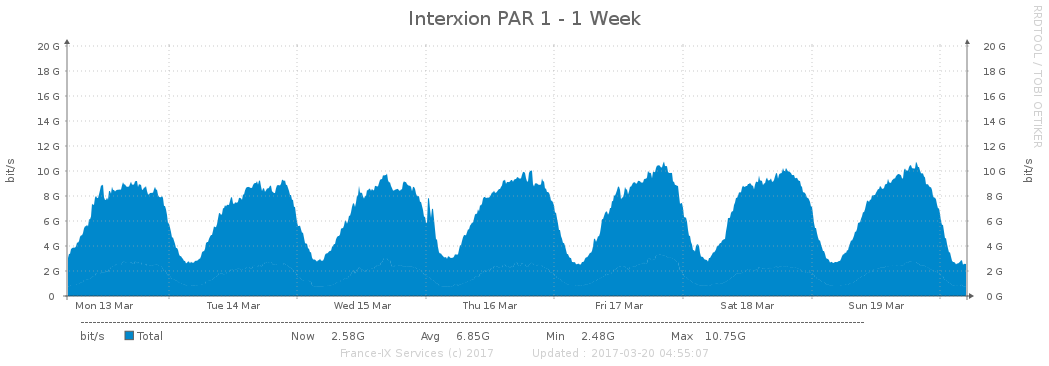 Interxion PAR 1 - 1 Week
RRDTOOL / TOBI OETIKER
bit/s
bit/s
20 G 20 G
18 G 18 G
16 G 16 G
14 G 14 G
12 G 12 G
10 G 10 G
8 G 8 G
6 G 6 G
4 G 4 G
2 G 2 G
0 0 G
Mon 13 Mar Tue 14 Mar Wed 15 Mar Thu 16 Mar Fri 17 Mar Sat 18 Mar Sun 19 Mar
bit/s Total Now 2.58G Avg 6.85G Min 2.48G Max 10.75G
France-IX Services (c) 2017 Updated : 2017-03-20 04:55:07